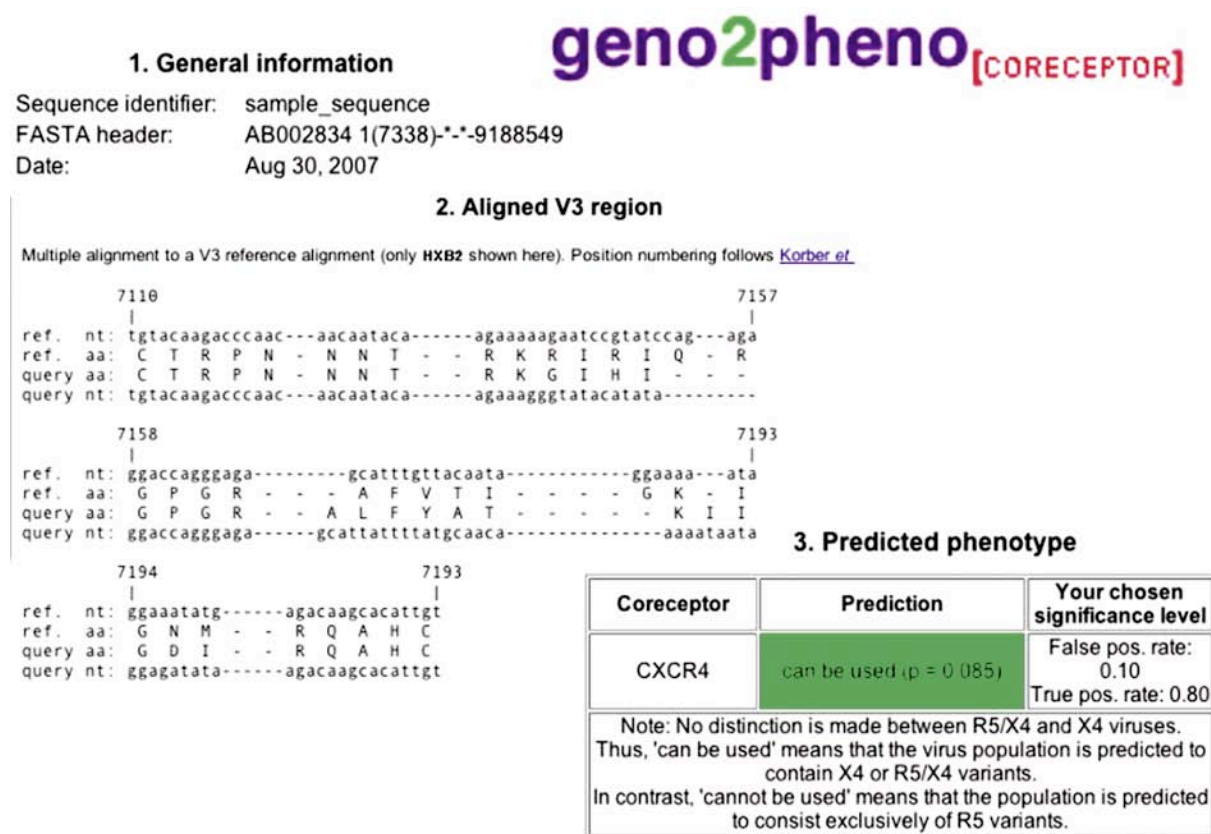 geno2pheno[CORECEPTOR]
1. General information
Sequence identifier: sample_sequence
FASTA header: AB002834 1(7338)-*-*-9188549
Date: Aug 30, 2007
2. Aligned V3 region
Multiple alignment to a V3 reference alignment (only HXB2 shown here). Position numbering follows Korber et
7110 7157
| |
ref. nt: tgtacaagacccaac---aacaataca------agaaaaagaatccgtatccag---aga
ref. aa: C T R P N - N N T - - R K R I R I Q - R
query aa: C T R P N - N N T - - R K G I H I - - -
query nt: tgtacaagacccaac---aacaataca------agaaagggtatacatata---------
7158 7193
| |
ref. nt: ggaccagggaga---------gcatttgttacaata------------ggaaaa---ata
ref. aa: G P G R - - - A F V T I - - - - G K - I
query aa: G P G R - - A L F Y A T - - - - - K I I
query nt: ggaccagggaga------gcattattttatgcaaca---------------aaaataata
7194 7193
| |
ref. nt: ggaaatatg------agacaagcacattgt
ref. aa: G N M - - R Q A H C
query aa: G D I - - R Q A H C
query nt: ggagatata------agacaagcacattgt
3. Predicted phenotype
Coreceptor Prediction Your chosen significance level
CXCR4 can be used (p = 0.085) False pos. rate: 0.10
True pos. rate: 0.80
Note: No distinction is made between R5/X4 and X4 viruses.
Thus, 'can be used' means that the virus population is predicted to
contain X4 or R5/X4 variants.
In contrast, 'cannot be used' means that the population is predicted
to consist exclusively of R5 variants.